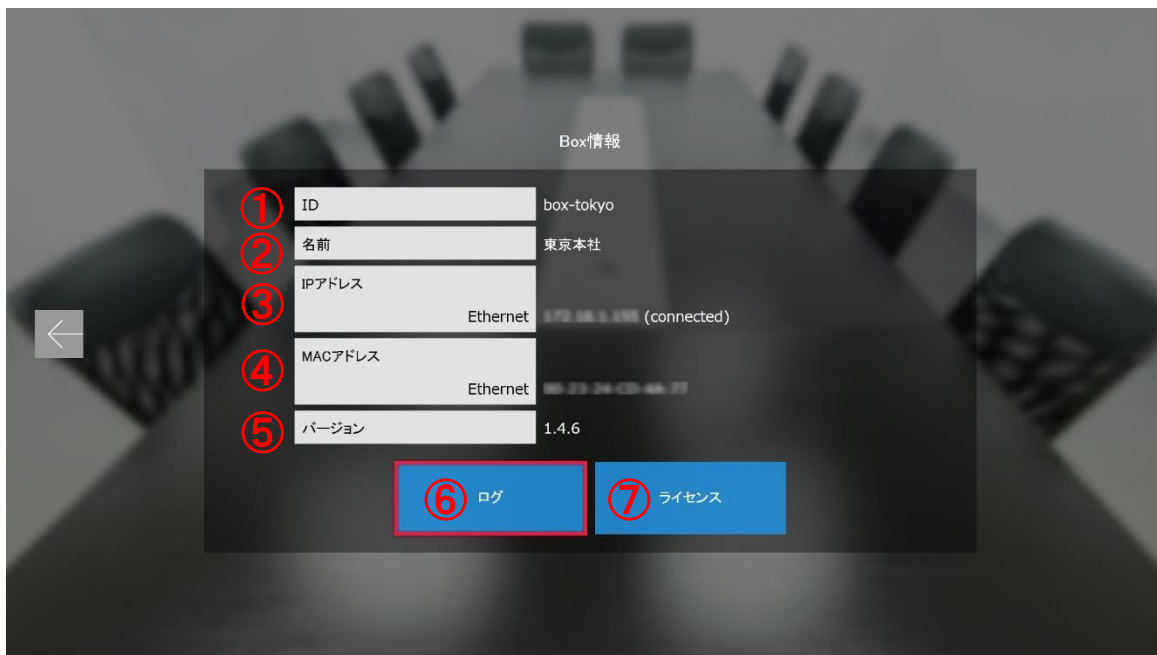 Box情報
① ID box-tokyo
② 名前 東京本社
③ IPアドレス
Ethernet (connected)
④ MACアドレス
Ethernet
⑤ バージョン 1.4.6
⑥ ログ ⑦ ライセンス